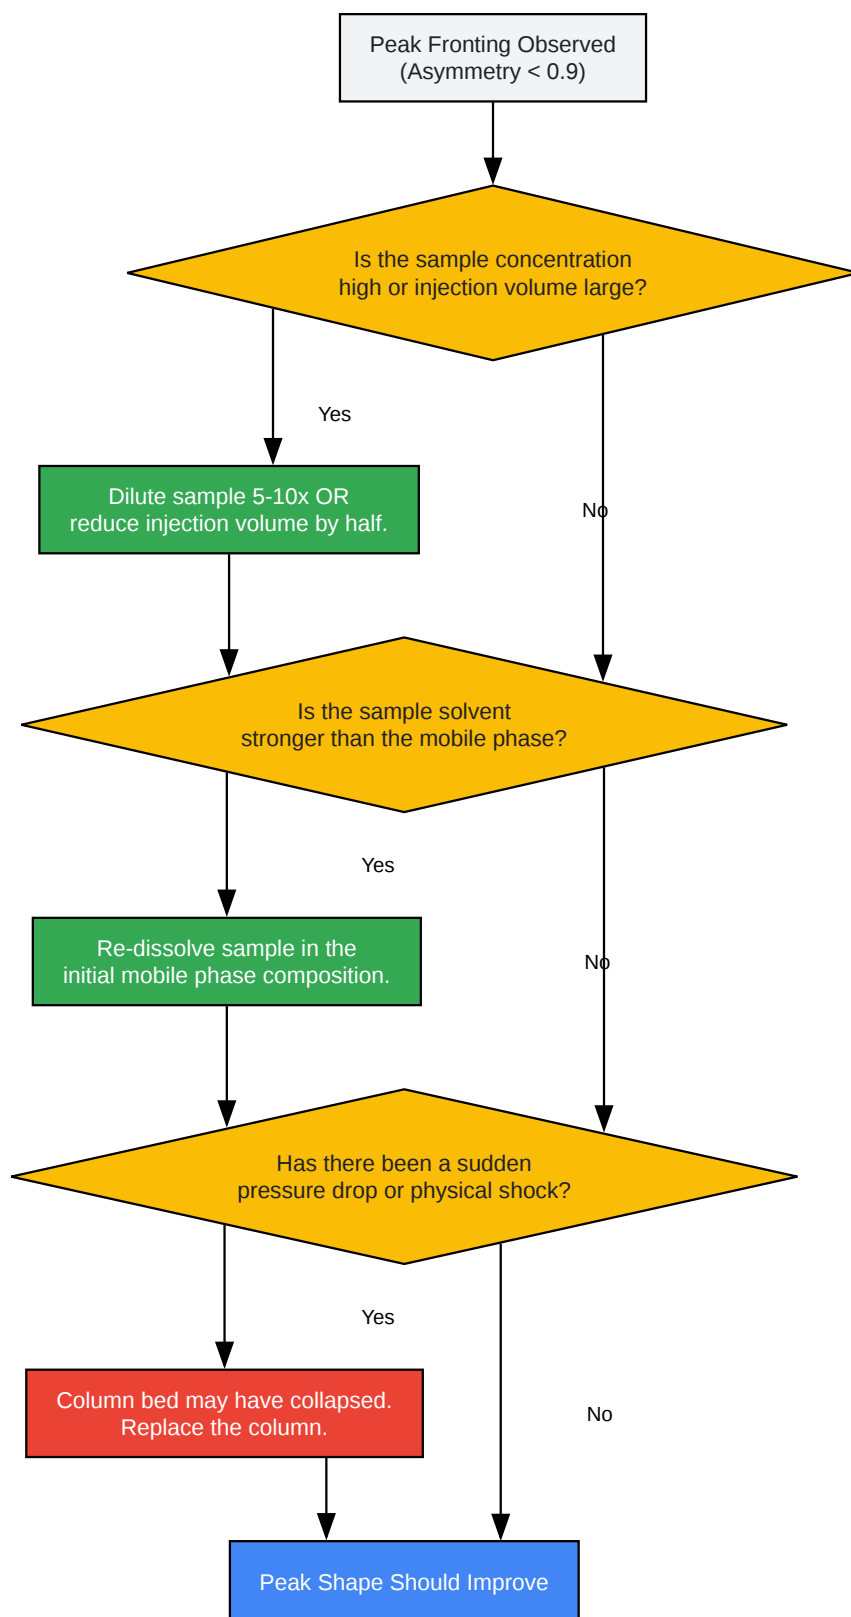 Peak Fronting Observed
(Asymmetry < 0.9)
Is the sample concentration
high or injection volume large?
Yes
Dilute sample 5-10x OR
reduce injection volume by half.
No
Is the sample solvent
stronger than the mobile phase?
Yes
Re-dissolve sample in the
initial mobile phase composition.
No
Has there been a sudden
pressure drop or physical shock?
Yes
Column bed may have collapsed.
Replace the column.
No
Peak Shape Should Improve